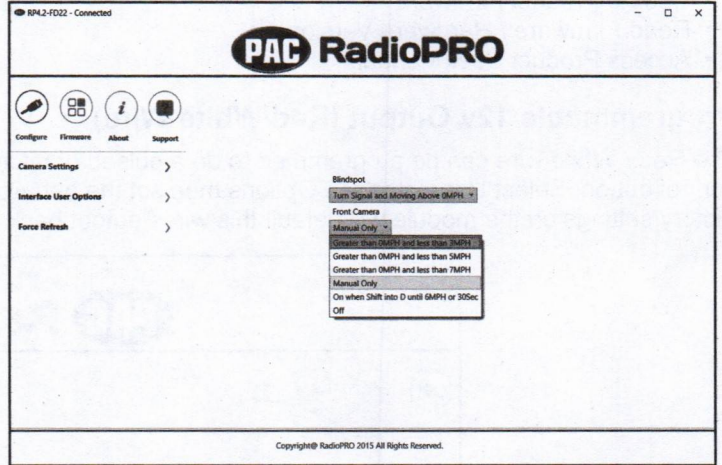 RP4.2-FD22 - Connected
PAC RadioPRO
Configure Firmware About Support
Camera Settings
Interface User Options
Force Refresh
Blindspot
Turn Signal and Moving Above 0MPH.
Front Camera
Manual Only
Greater than 0MPH and less than 3MPH
Greater than 0MPH and less than 5MPH
Greater than 0MPH and less than 7MPH
Manual Only
On when Shift into D until 6MPH or 30Sec
Off
Copyright@ RadioPRO 2015 All Rights Reserved.